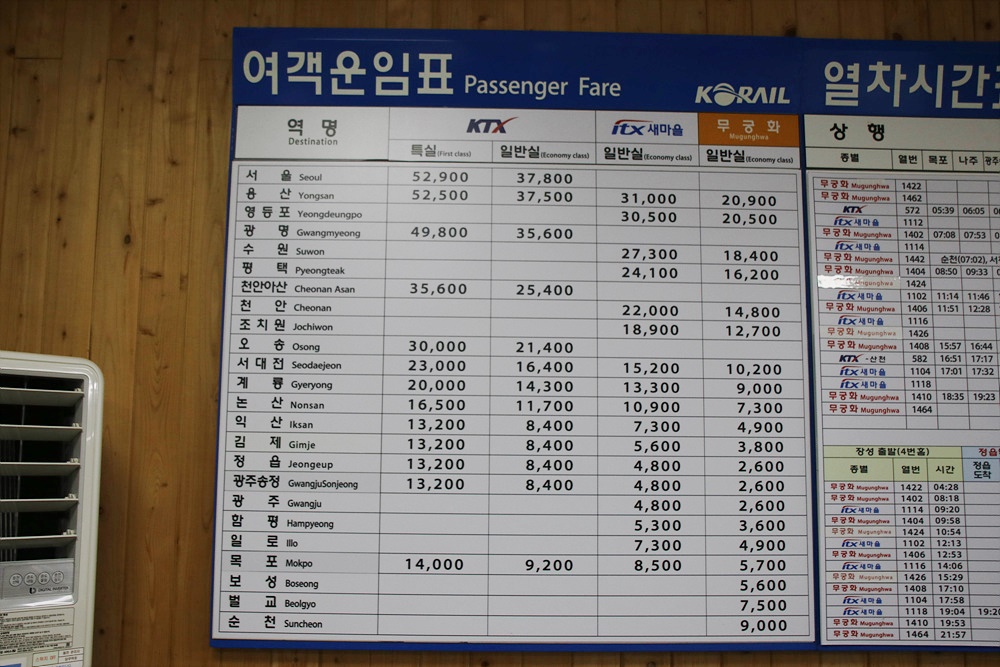 여객운임표 Passenger Fare KORAIL
역명 Destination KTX itx 새마을 무궁화 Mugunghwa
특실(First class) 일반실(Economy class) 일반실(Economy class) 일반실(Economy class)
서울 Seoul 52,900 37,800
용산 Yongsan 52,500 37,500 31,000 20,900
영등포 Yeongdeungpo 30,500 20,500
광명 Gwangmyeong 49,800 35,600
수원 Suwon 27,300 18,400
평택 Pyeongteak 24,100 16,200
천안아산 Cheonan Asan 35,600 25,400
천안 Cheonan 22,000 14,800
조치원 Jochiwon 18,900 12,700
오송 Osong 30,000 21,400
서대전 Seodaejeon 23,000 16,400 15,200 10,200
계룡 Gyeryong 20,000 14,300 13,300 9,000
논산 Nonsan 16,500 11,700 10,900 7,300
익산 Iksan 13,200 8,400 7,300 4,900
김제 Gimje 13,200 8,400 5,600 3,800
정읍 Jeongeup 13,200 8,400 4,800 2,600
광주송정 GwangjuSonjeong 13,200 8,400 4,800 2,600
광주 Gwangju 4,800 2,600
함평 Hampyeong 5,300 3,600
일로 Illo 7,300 4,900
목포 Mokpo 14,000 9,200 8,500 5,700
보성 Boseong 5,600
벌교 Beolgyo 7,500
순천 Suncheon 9,000
열차시간
상행
종별 열번 목포 나주
무궁화 Mugunghwa 1422
무궁화 Mugunghwa 1462
KTX 572 05:39 06:05
itx 새마을 1112
무궁화 Mugunghwa 1402 07:08 07:53
itx 새마을 1114
무궁화 Mugunghwa 1442 순천(07:02),
무궁화 Mugunghwa 1404 08:50 09:33
1424
itx 새마을 1102 11:14 11:46
무궁화 Mugunghwa 1406 11:51 12:28
itx 새마을 1116
무궁화 Mugunghwa 1426
무궁화 Mugunghwa 1408 15:57 16:44
KTX -산천 582 16:51 17:17
itx 새마을 1104 17:01 17:32
itx 새마을 1118
무궁화 Mugunghwa 1410 18:35 19:23
무궁화 Mugunghwa 1464
장성 출발(4번홈)
종별 열번 시간 정읍 도착
무궁화 Mugunghwa 1422 04:28
무궁화 Mugunghwa 1402 08:18
itx 새마을 1114 09:20
무궁화 Mugunghwa 1404 09:58
무궁화 Mugunghwa 1424 10:54
itx 새마을 1102 12:13
무궁화 Mugunghwa 1406 12:53
itx 새마을 1116 14:06
무궁화 Mugunghwa 1426 15:29
무궁화 Mugunghwa 1408 17:10
itx 새마을 1104 17:58
itx 새마을 1118 19:04
무궁화 Mugunghwa 1410 19:53
무궁화 Mugunghwa 1464 21:57
DIGITAL INVERTER